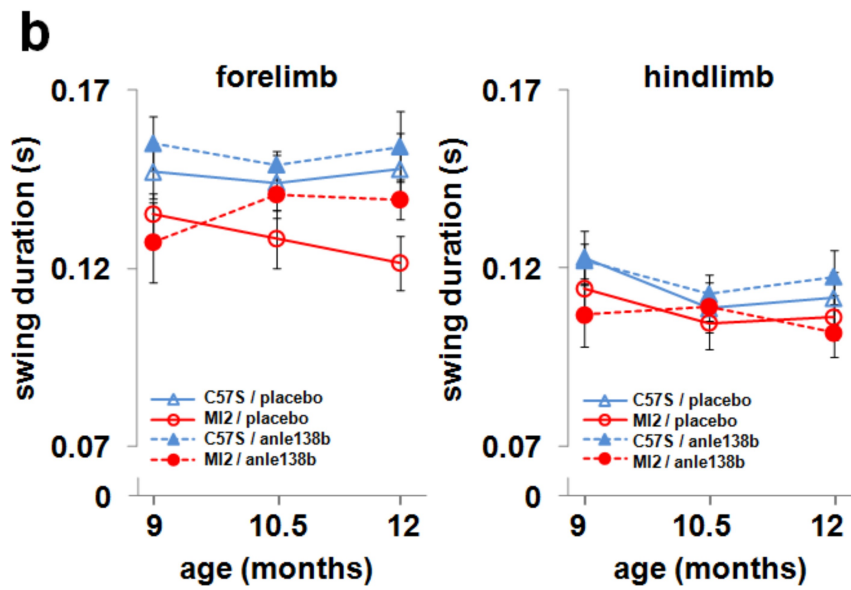 b
forelimb
hindlimb
0.17
0.12
0.07
0
swing duration (s)
C57S / placebo
MI2 / placebo
C57S / anle138b
MI2 / anle138b
9
10.5
12
age (months)
0.17
0.12
0.07
0
swing duration (s)
C57S / placebo
MI2 / placebo
C57S / anle138b
MI2 / anle138b
9
10.5
12
age (months)